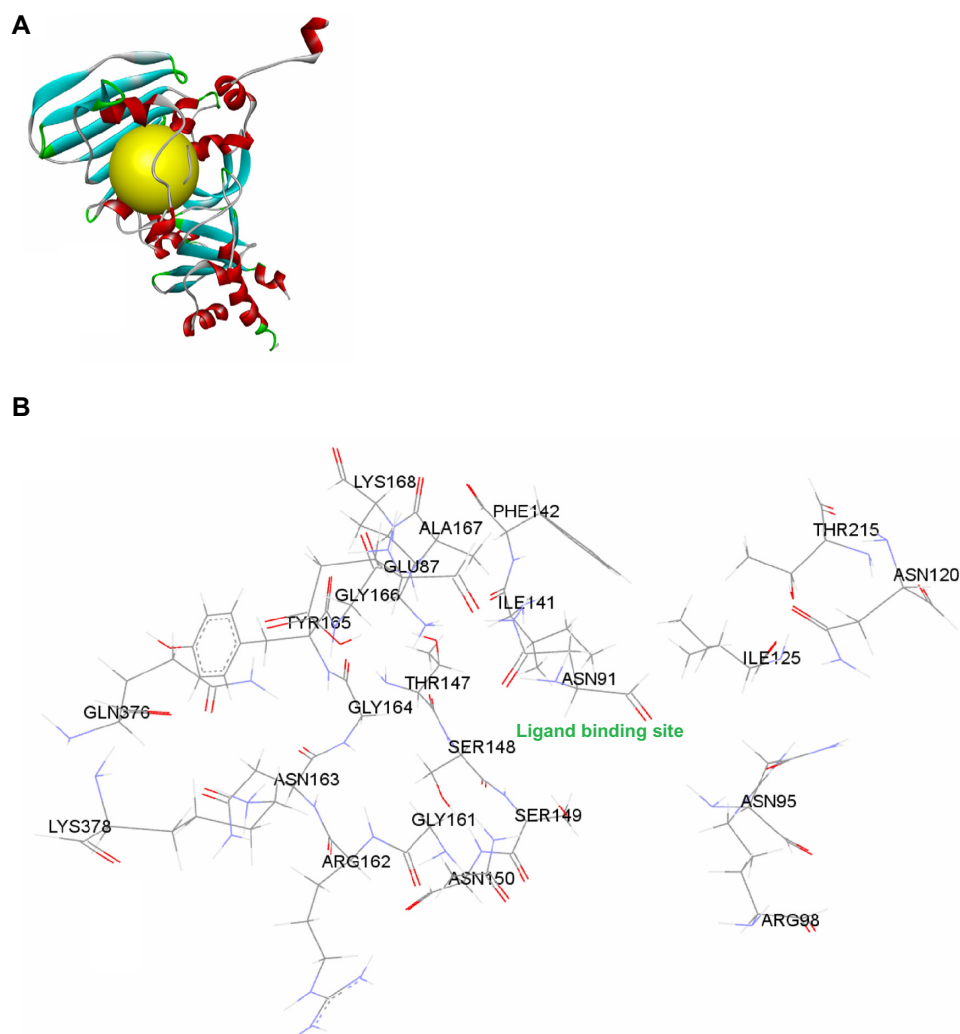 A
B
LYS168
PHE142
ALA167
THR215
GLU87
ASN120
GLY166
ILE141
TYR165
ILE125
ASN91
THR147
GLN376
GLY164
Ligand binding site
SER148
ASN163
ASN95
LYS378
GLY161
SER149
ARG162
ASN150
ARG98